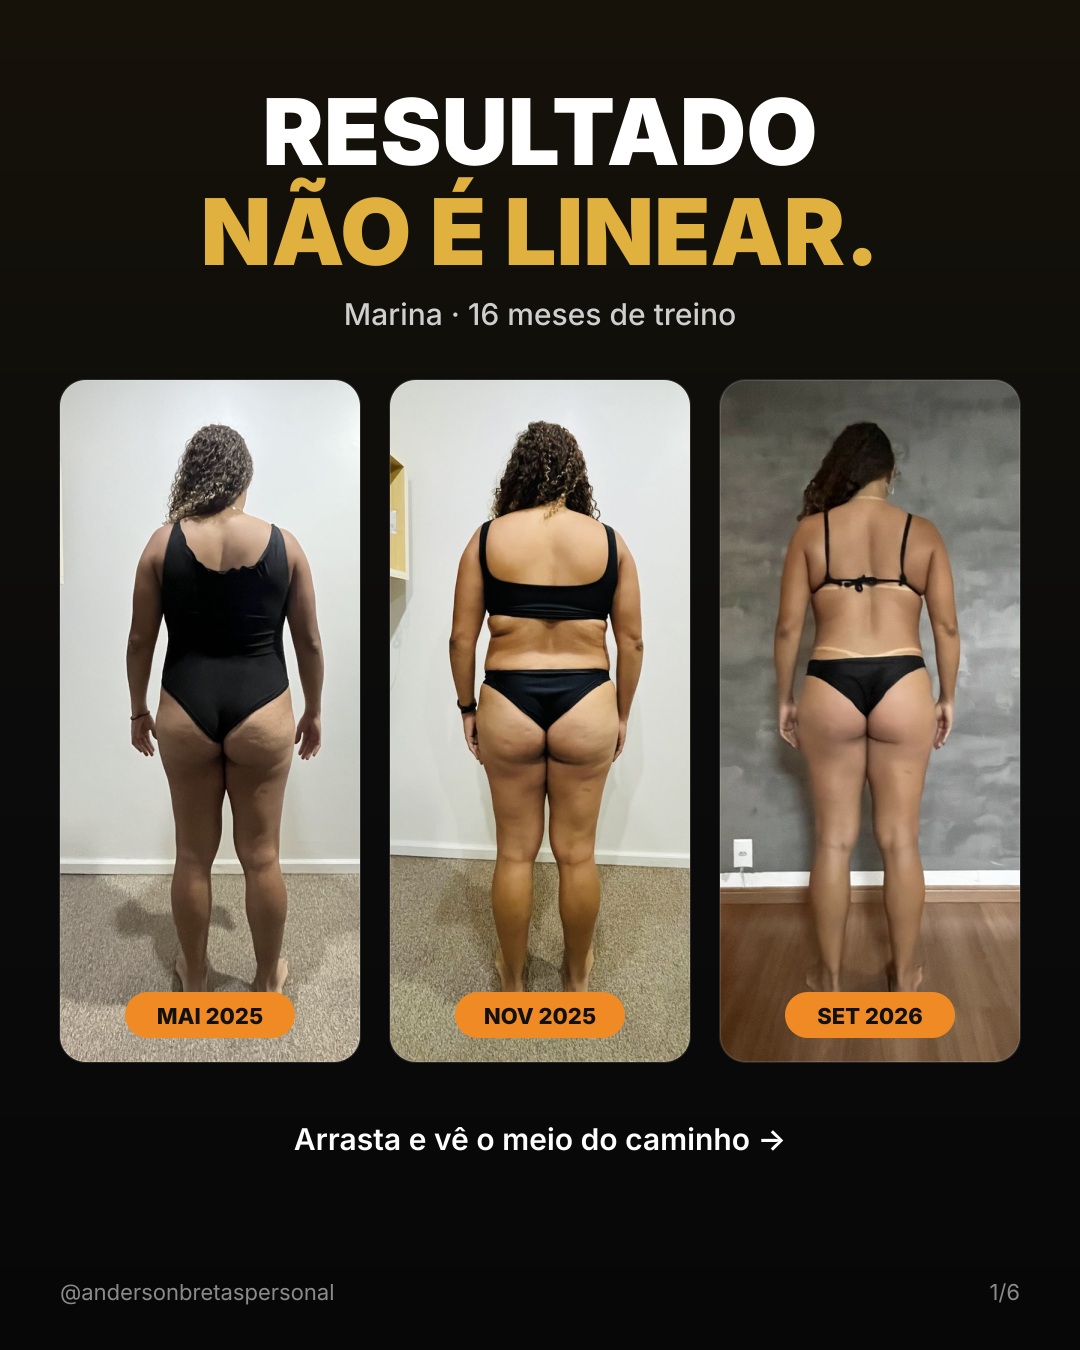 RESULTADO
NÃO É LINEAR.
Marina · 16 meses de treino
MAI 2025
NOV 2025
SET 2026
Arrasta e vê o meio do caminho →
@andersonbretaspersonal
1/6